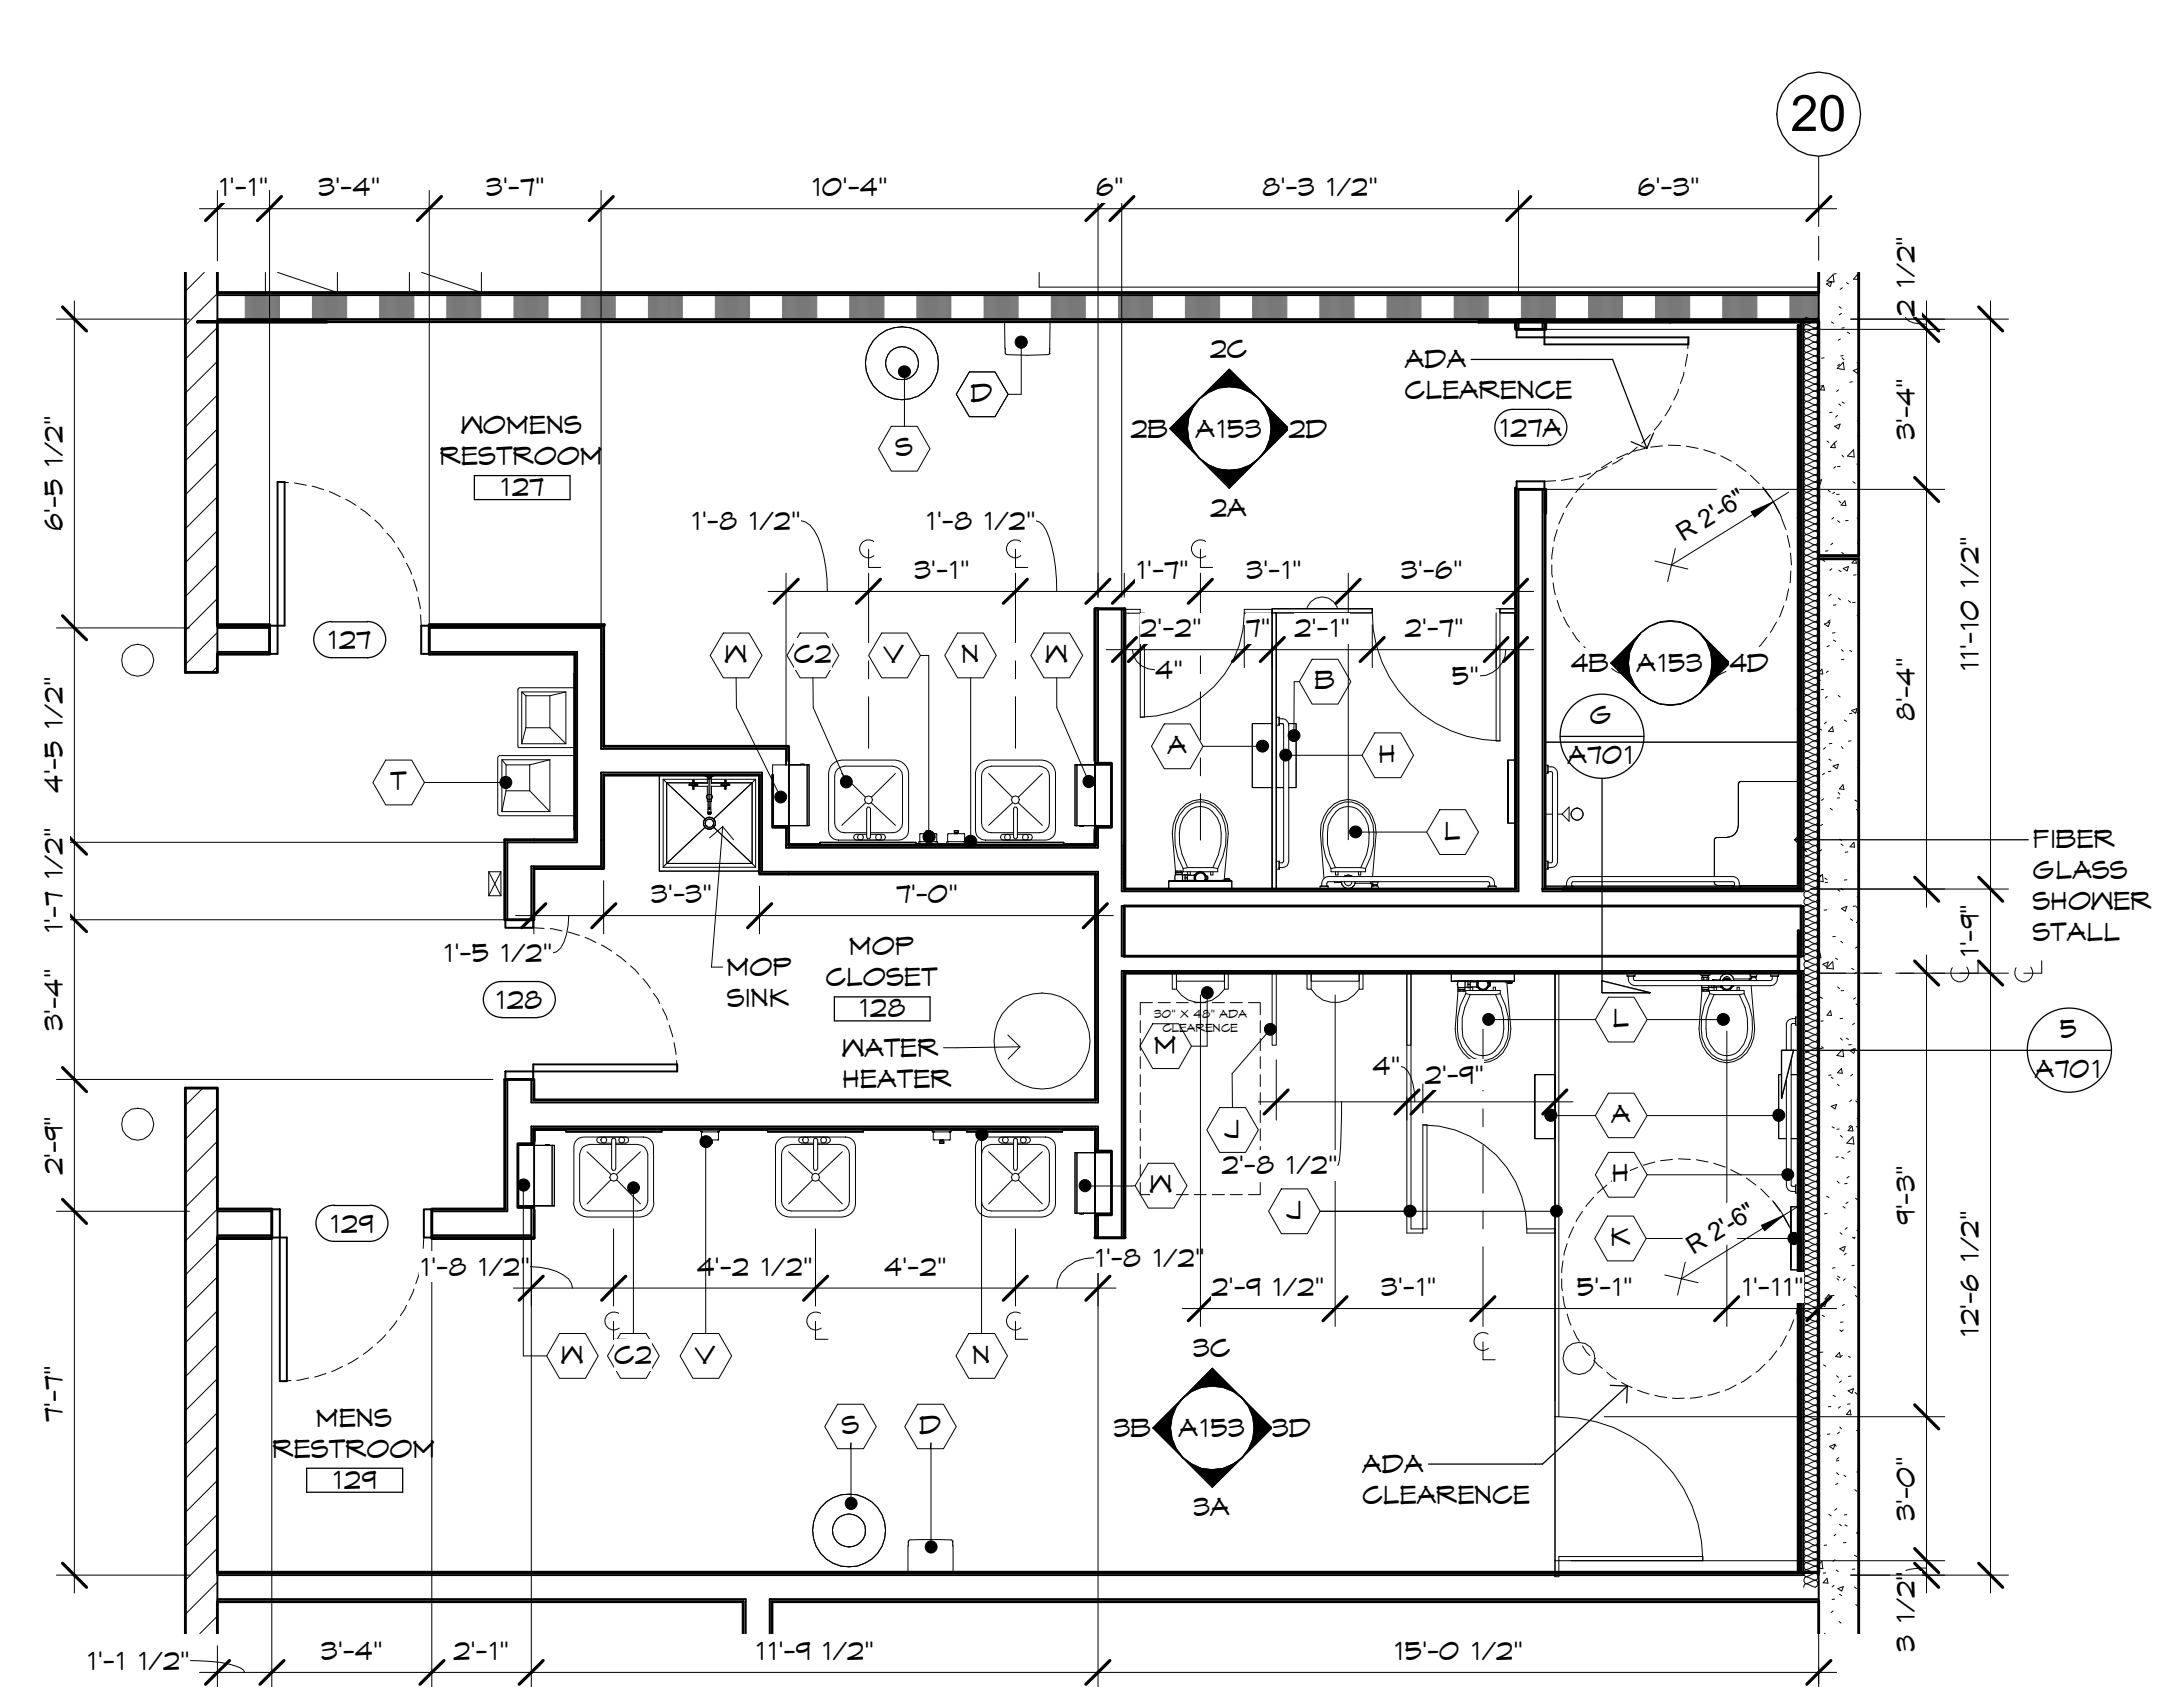 20
1'-1"
3'-4"
3'-7"
10'-4"
6"
8'-3 1/2"
6'-3"
2 1/2"
6'-5 1/2"
WOMENS
RESTROOM
127
S
D
2C
2B
A153
2D
2A
ADA
CLEARENCE
127A
3'-4"
R 2'-6"
1'-8 1/2"
1'-8 1/2"
CL
CL
CL
3'-1"
1'-7"
3'-1"
3'-6"
11'-10 1/2"
127
2'-2"
7"
2'-1"
2'-7"
4"
5"
W
C2
V
N
W
B
4B
A153
4D
8'-4"
4'-5 1/2"
G
A701
A
H
T
L
FIBER
GLASS
SHOWER
STALL
1'-7 1/2"
3'-3"
7'-0"
1'-5 1/2"
MOP
SINK
MOP
CLOSET
128
1'-9"
CL
CL
128
3'-4"
30" X 48" ADA
CLEARENCE
M
L
5
A701
WATER
HEATER
4"
2'-9"
J
A
2'-9"
2'-8 1/2"
W
H
J
K
9'-3"
129
R 2'-6"
1'-8 1/2"
4'-2 1/2"
4'-2"
1'-8 1/2"
2'-9 1/2"
3'-1"
5'-1"
1'-11"
12'-6 1/2"
CL
CL
CL
CL
W
C2
V
N
7'-7"
MENS
RESTROOM
129
S
D
3C
3B
A153
3D
3A
ADA
CLEARENCE
3'-0"
3 1/2"
1'-1 1/2"
3'-4"
2'-1"
11'-9 1/2"
15'-0 1/2"